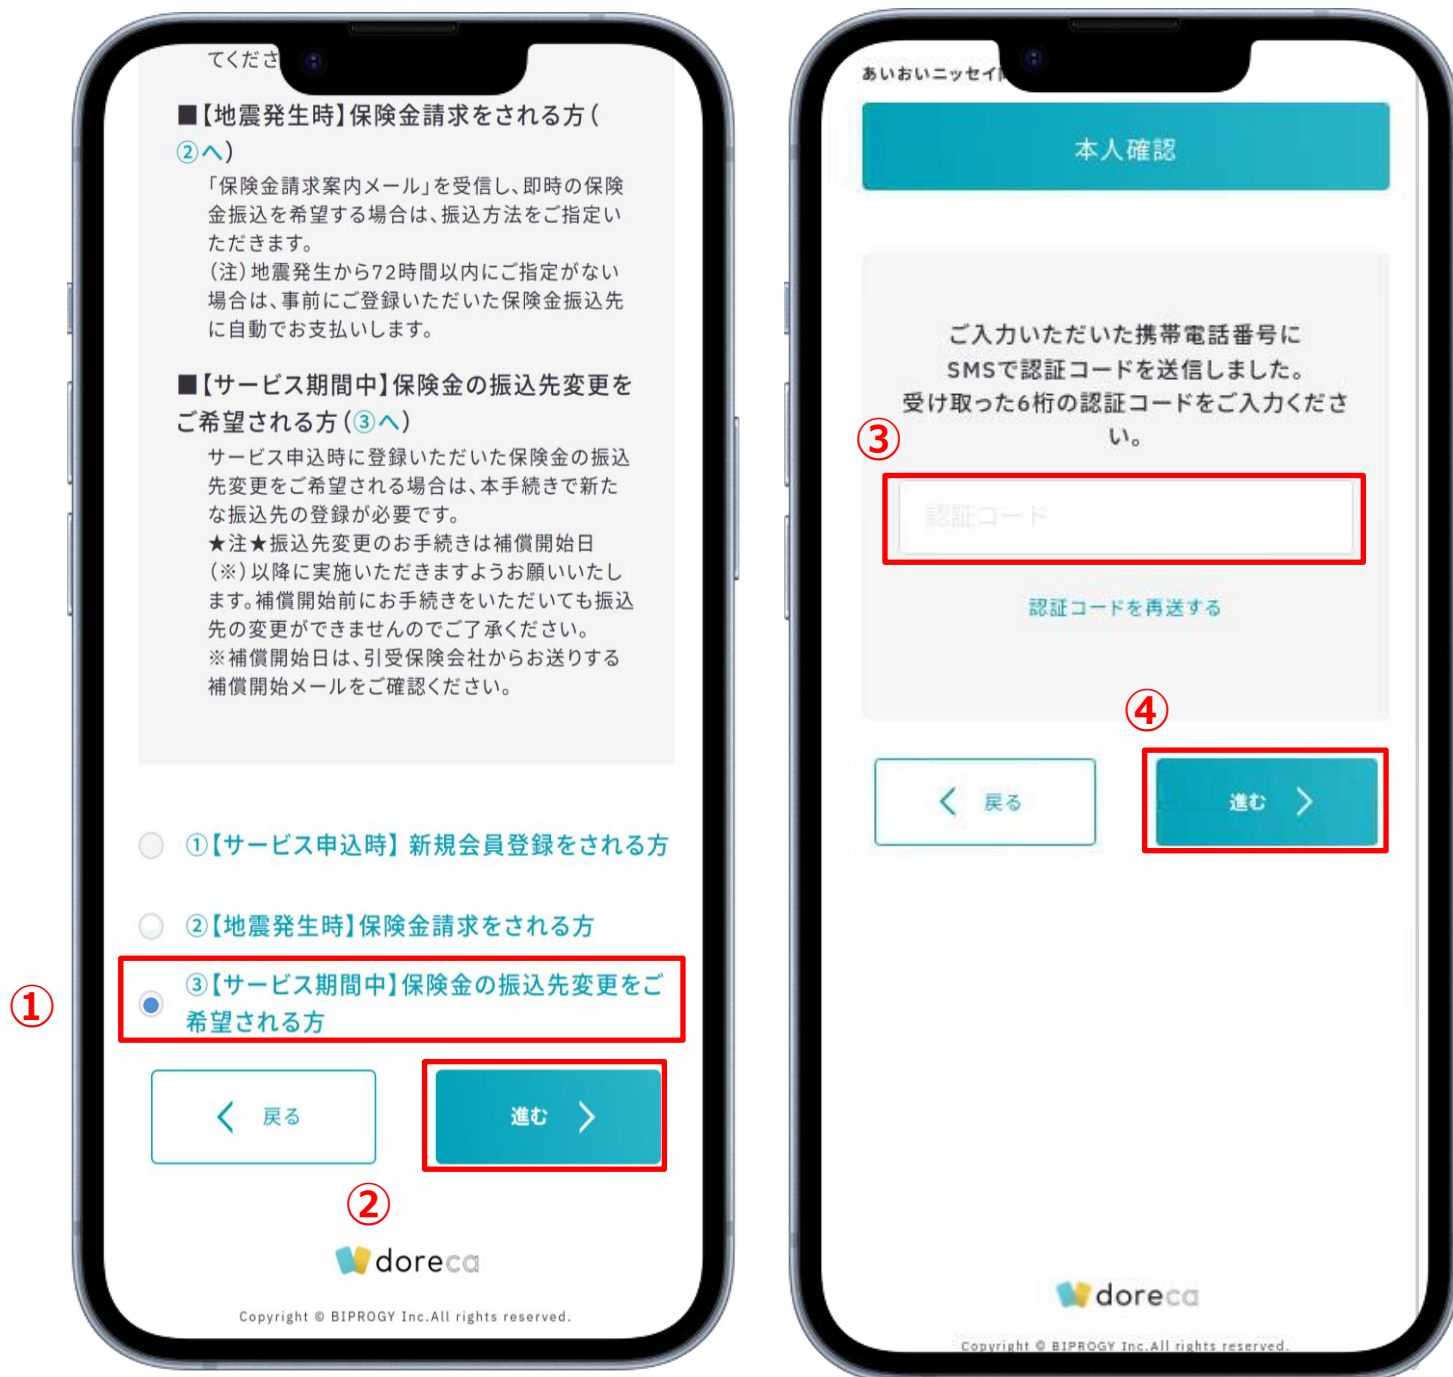 てくださ
■【地震発生時】保険金請求をされる方(
②へ)
「保険金請求案内メール」を受信し、即時の保険
金振込を希望する場合は、振込方法をご指定い
ただきます。
(注)地震発生から72時間以内にご指定がない
場合は、事前にご登録いただいた保険金振込先
に自動でお支払いします。
■【サービス期間中】保険金の振込先変更を
ご希望される方(③へ)
サービス申込時に登録いただいた保険金の振込
先変更をご希望される場合は、本手続きで新た
な振込先の登録が必要です。
★注★振込先変更のお手続きは補償開始日
(※)以降に実施いただきますようお願いいたし
ます。補償開始前にお手続きをいただいても振込
先の変更ができませんのでご了承ください。
※補償開始日は、引受保険会社からお送りする
補償開始メールをご確認ください。
①【サービス申込時】新規会員登録をされる方
②【地震発生時】保険金請求をされる方
①
③【サービス期間中】保険金の振込先変更をご
希望される方
戻る
進む
②
doreca
Copyright © BIPROGY Inc.All rights reserved.
あいおいニッセイ
本人確認
ご入力いただいた携帯電話番号に
SMSで認証コードを送信しました。
受け取った6桁の認証コードをご入力くださ
い。
③
認証コード
認証コードを再送する
④
戻る
進む
doreca
Copyright © BIPROGY Inc.All rights reserved.